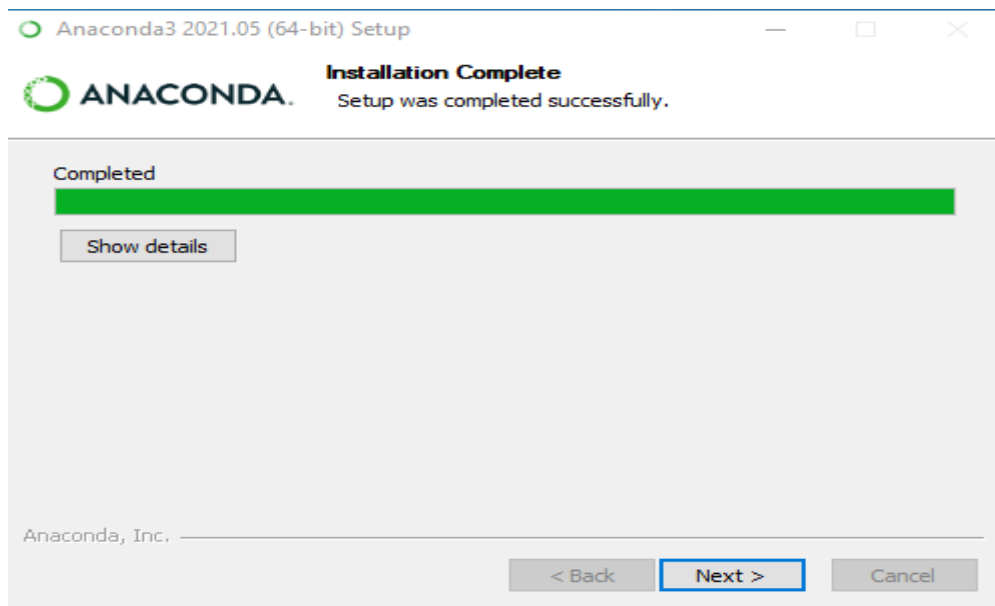 Anaconda3 2021.05 (64-bit) Setup
ANACONDA.
Installation Complete
Setup was completed successfully.
Completed
Show details
Anaconda, Inc.
< Back
Next >
Cancel